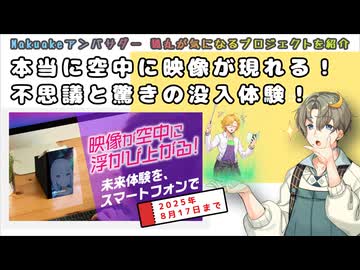 Makuakeアンバサダー 萌えが気になるプロジェクトを紹介
本当に空中に映像が現れる！
不思議と驚きの没入体験！
映像が空中に
浮かび上がる！
未来体験を、
スマートフォンで
2025年
8月17日まで